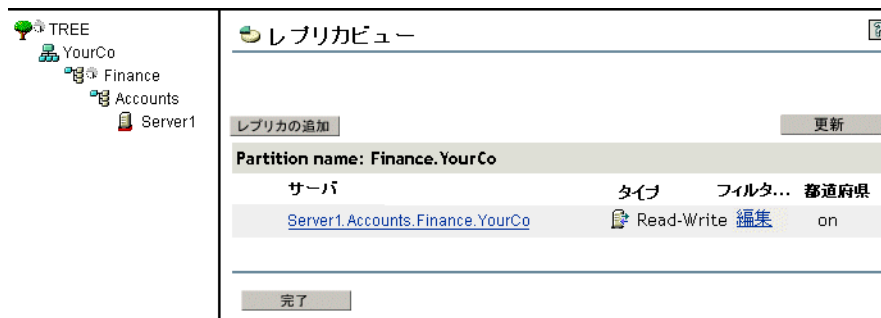 TREE
YourCo
Finance
Accounts
Server1
レプリカビュー
レプリカの追加
更新
Partition name: Finance.YourCo
サーバ タイプ フィルタ... 都道府県
Server1.Accounts.Finance.YourCo Read-Write 編集 on
完了